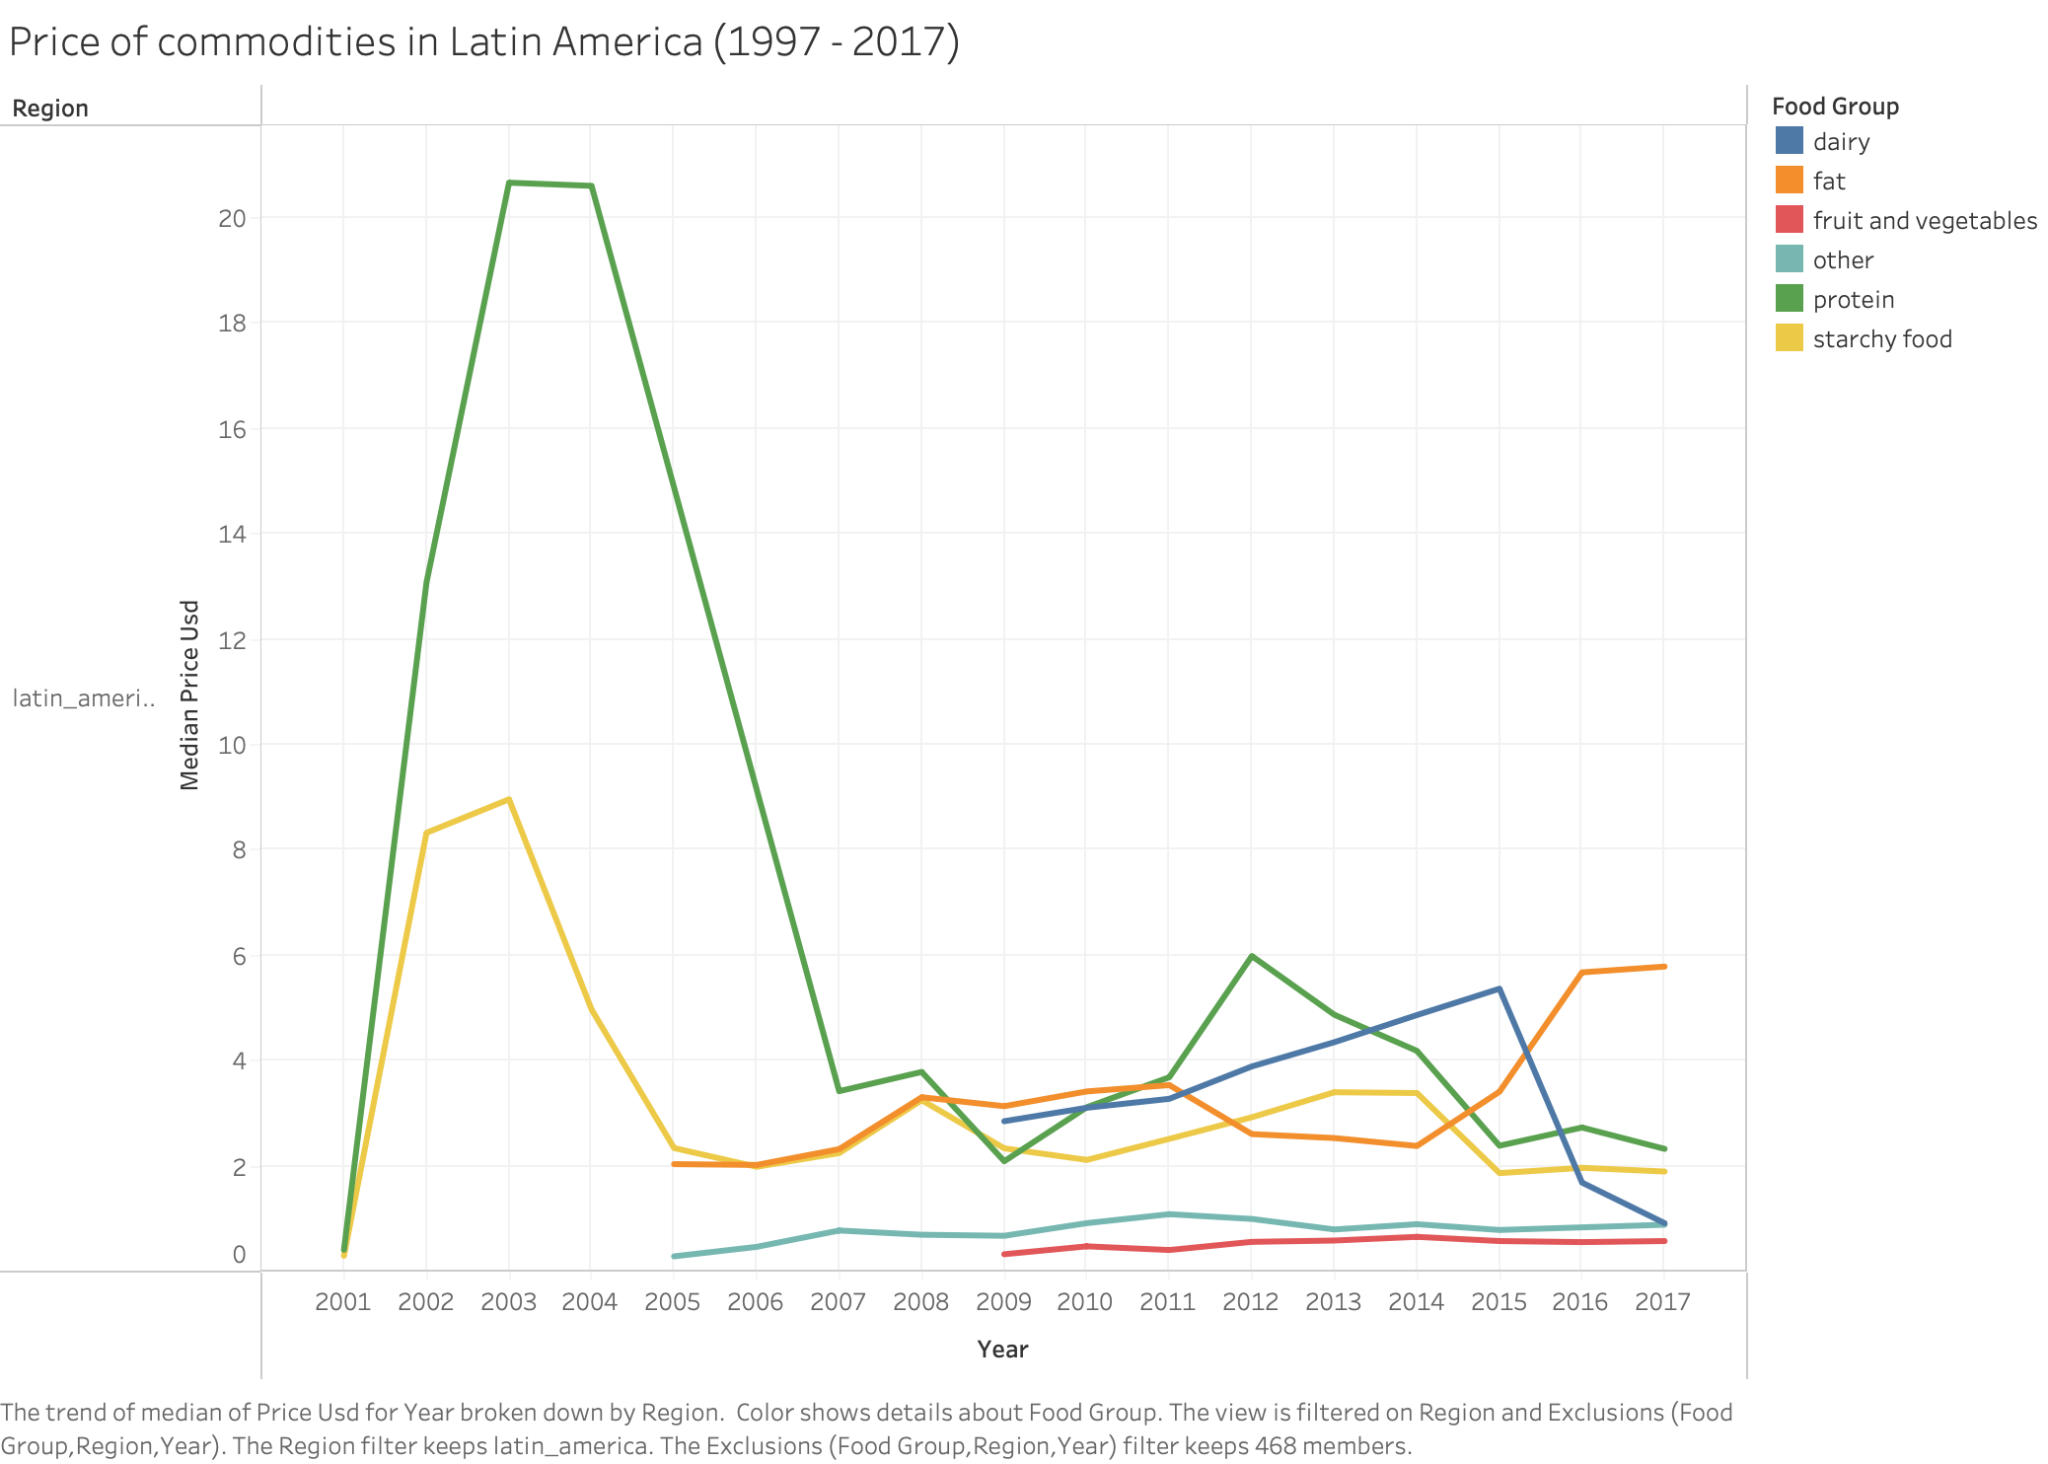 Price of commodities in Latin America (1997 - 2017)
Region
Food Group
dairy
fat
fruit and vegetables
other
protein
starchy food
latin_ameri..
Median Price Usd
20
18
16
14
12
10
8
6
4
2
0
2001 2002 2003 2004 2005 2006 2007 2008 2009 2010 2011 2012 2013 2014 2015 2016 2017
Year
The trend of median of Price Usd for Year broken down by Region.  Color shows details about Food Group. The view is filtered on Region and Exclusions (Food
Group,Region,Year). The Region filter keeps latin_america. The Exclusions (Food Group,Region,Year) filter keeps 468 members.